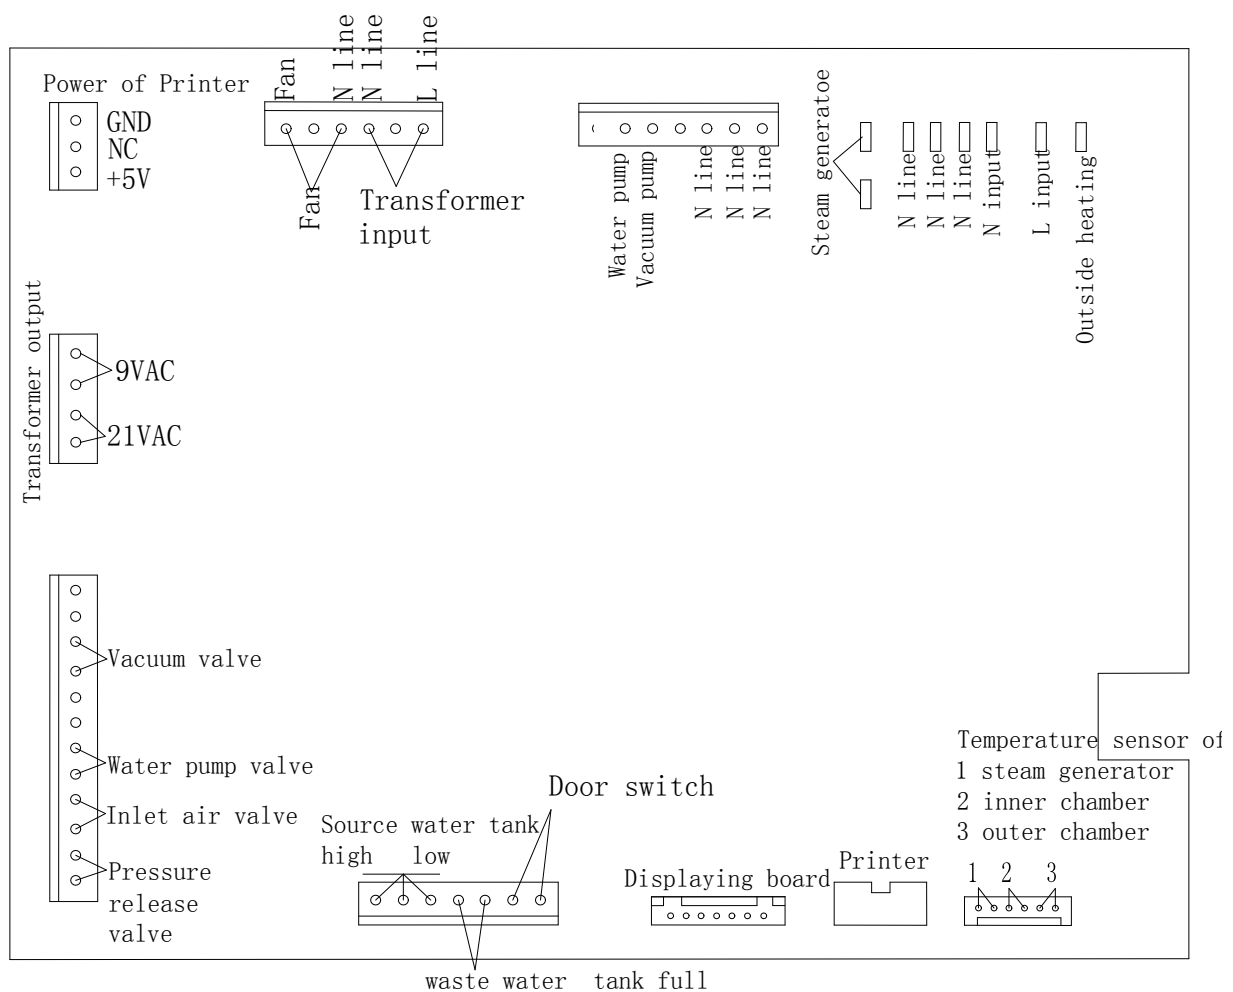 Power of Printer
GND
NC
+5V
Fan
N line
N line
L line
Fan
Transformer
input
Water pump
Vacuum pump
N line
N line
N line
Steam generatoe
N line
N line
N line
N input
L input
Outside heating
Transformer output
9VAC
21VAC
Vacuum valve
Water pump valve
Inlet air valve
Pressure
release
valve
Source water tank
high low
Door switch
waste water tank full
Displaying board
Printer
Temperature sensor of
1 steam generator
2 inner chamber
3 outer chamber
1 2 3